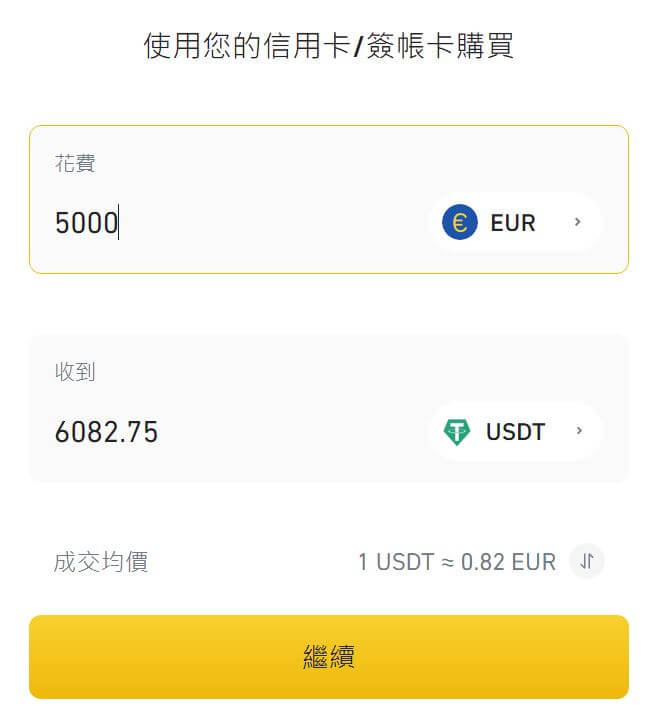 使用您的信用卡/簽帳卡購買
花費
5000
€ EUR
收到
6082.75
USDT
成交均價
1 USDT ≈ 0.82 EUR
繼續